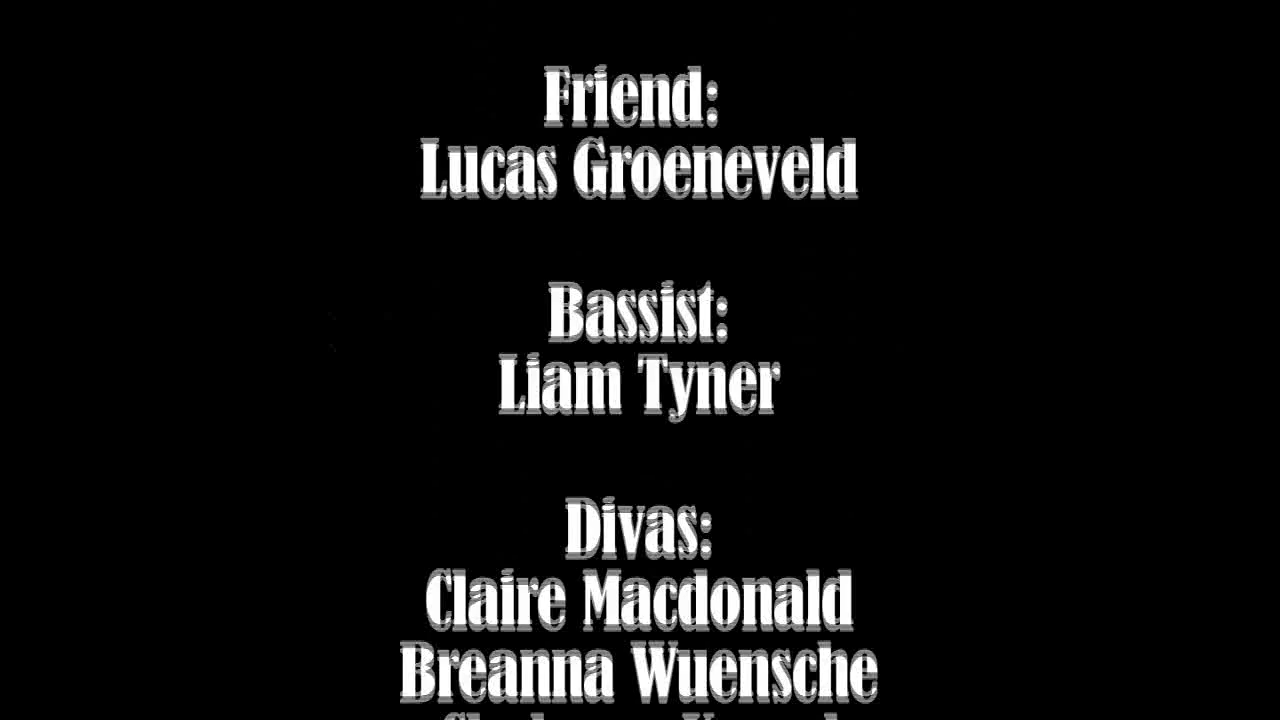 Friend:
Lucas Groeneveld
Bassist:
Liam Tyner
Divas:
Claire Macdonald
Breanna Wuensche